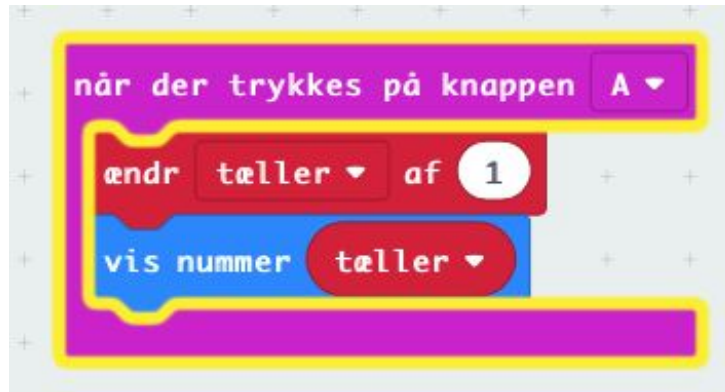 når der trykkes på knappen A
ændr tæller af 1
vis nummer tæller